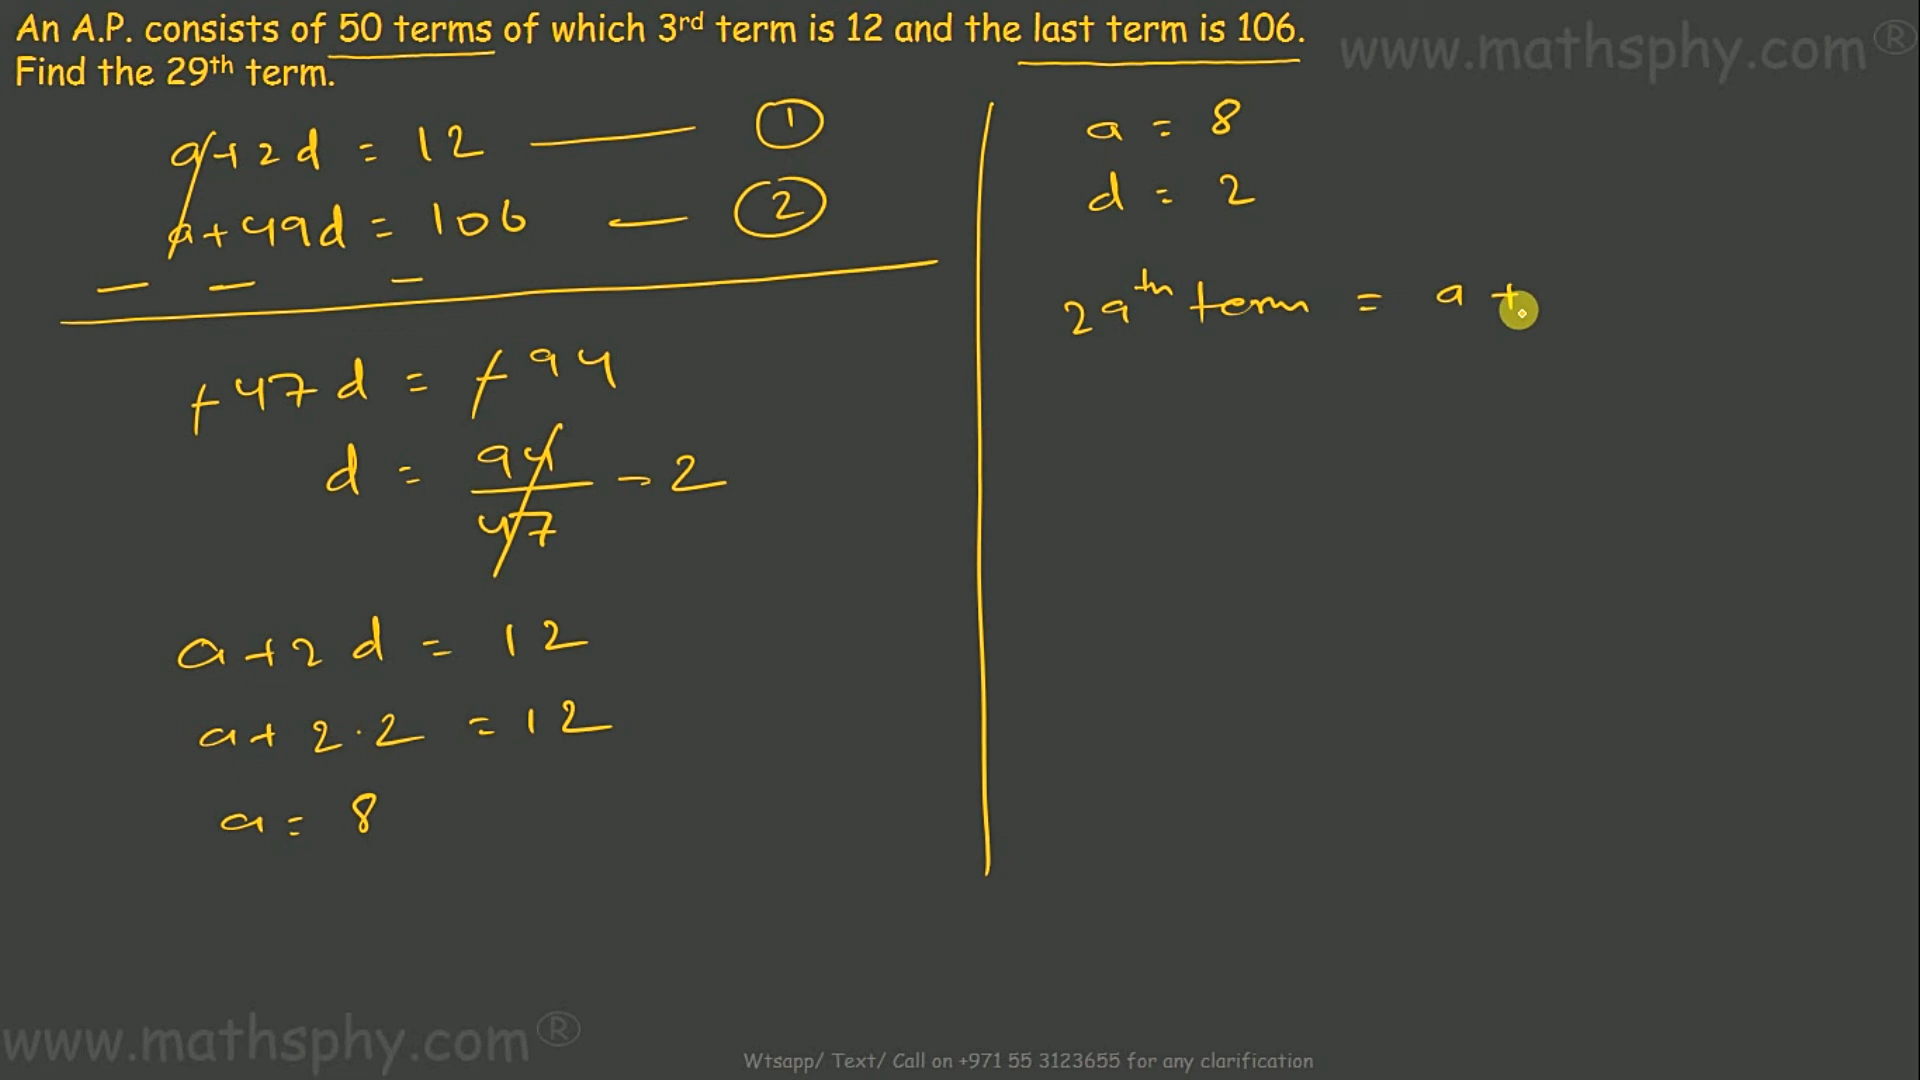 An A.P. consists of 50 terms of which 3rd term is 12 and the last term is 106.
Find the 29th term.
www.mathsphy.com®
a+2d = 12 — 1
a+49d = 106 — 2
— — —
-47d = -94
d = 94/47 = 2
a+2d = 12
a+2·2 = 12
a = 8
a = 8
d = 2
29th term = a +
www.mathsphy.com®
Wtsapp/ Text/ Call on +971 55 3123655 for any clarification